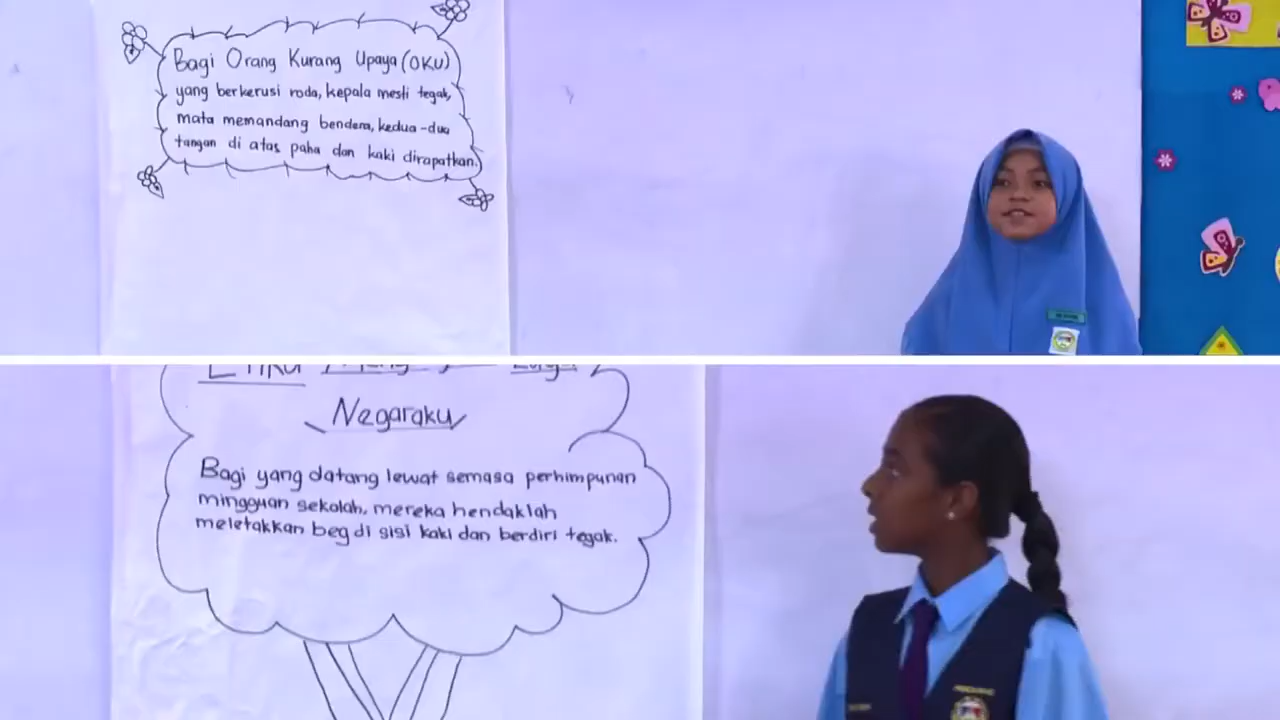 Bagi Orang Kurang Upaya (OKU)
yang berkerusi roda, kepala mesti tegak,
mata memandang bendera, kedua-dua
tangan di atas paha dan kaki dirapatkan.
Negaraku
Bagi yang datang lewat semasa perhimpunan
mingguan sekolah, mereka hendaklah
meletakkan beg di sisi kaki dan berdiri tegak.